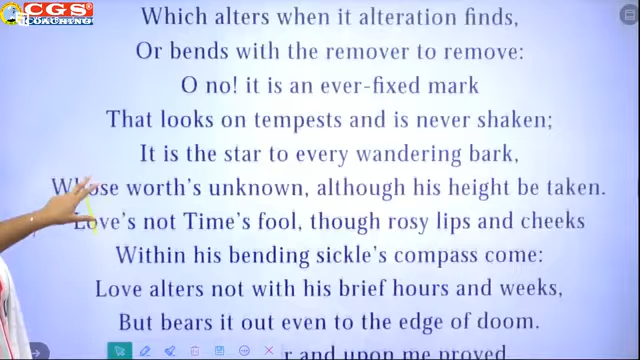 CGS
COACHING
Which alters when it alteration finds,
Or bends with the remover to remove:
O no! it is an ever-fixed mark
That looks on tempests and is never shaken;
It is the star to every wandering bark,
Whose worth's unknown, although his height be taken.
Love's not Time's fool, though rosy lips and cheeks
Within his bending sickle's compass come:
Love alters not with his brief hours and weeks,
But bears it out even to the edge of doom.
r and upon me proved